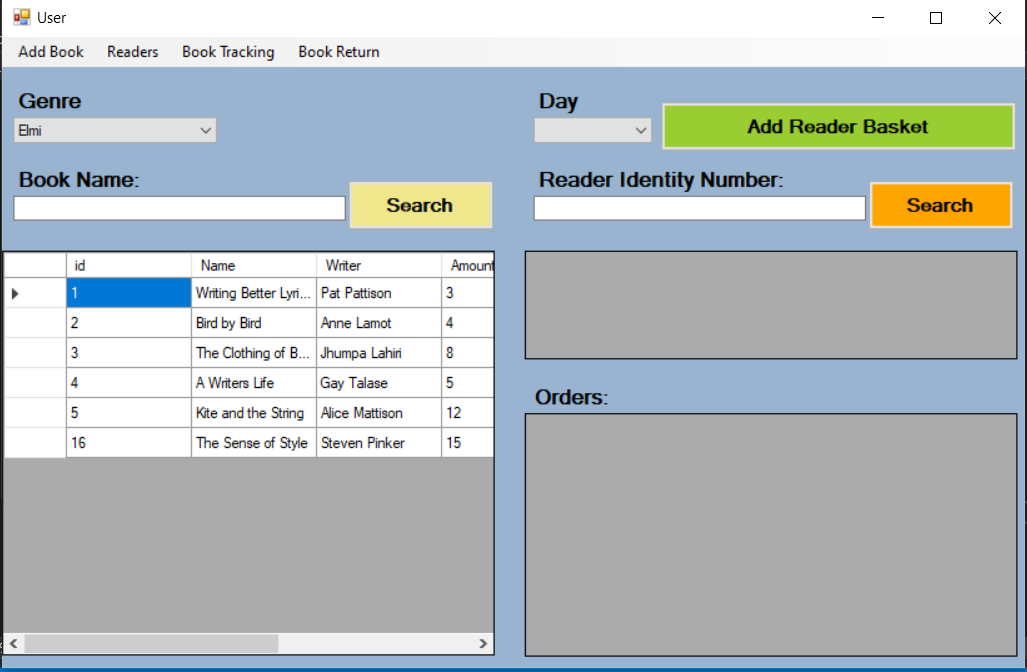 User
Add Book Readers Book Tracking Book Return
Genre
Elmi
Book Name:
Search
Day
Add Reader Basket
Reader Identity Number:
Search
id Name Writer Amount
1 Writing Better Lyri... Pat Pattison 3
2 Bird by Bird Anne Lamot 4
3 The Clothing of B... Jhumpa Lahiri 8
4 A Writers Life Gay Talase 5
5 Kite and the String Alice Mattison 12
16 The Sense of Style Steven Pinker 15
Orders: